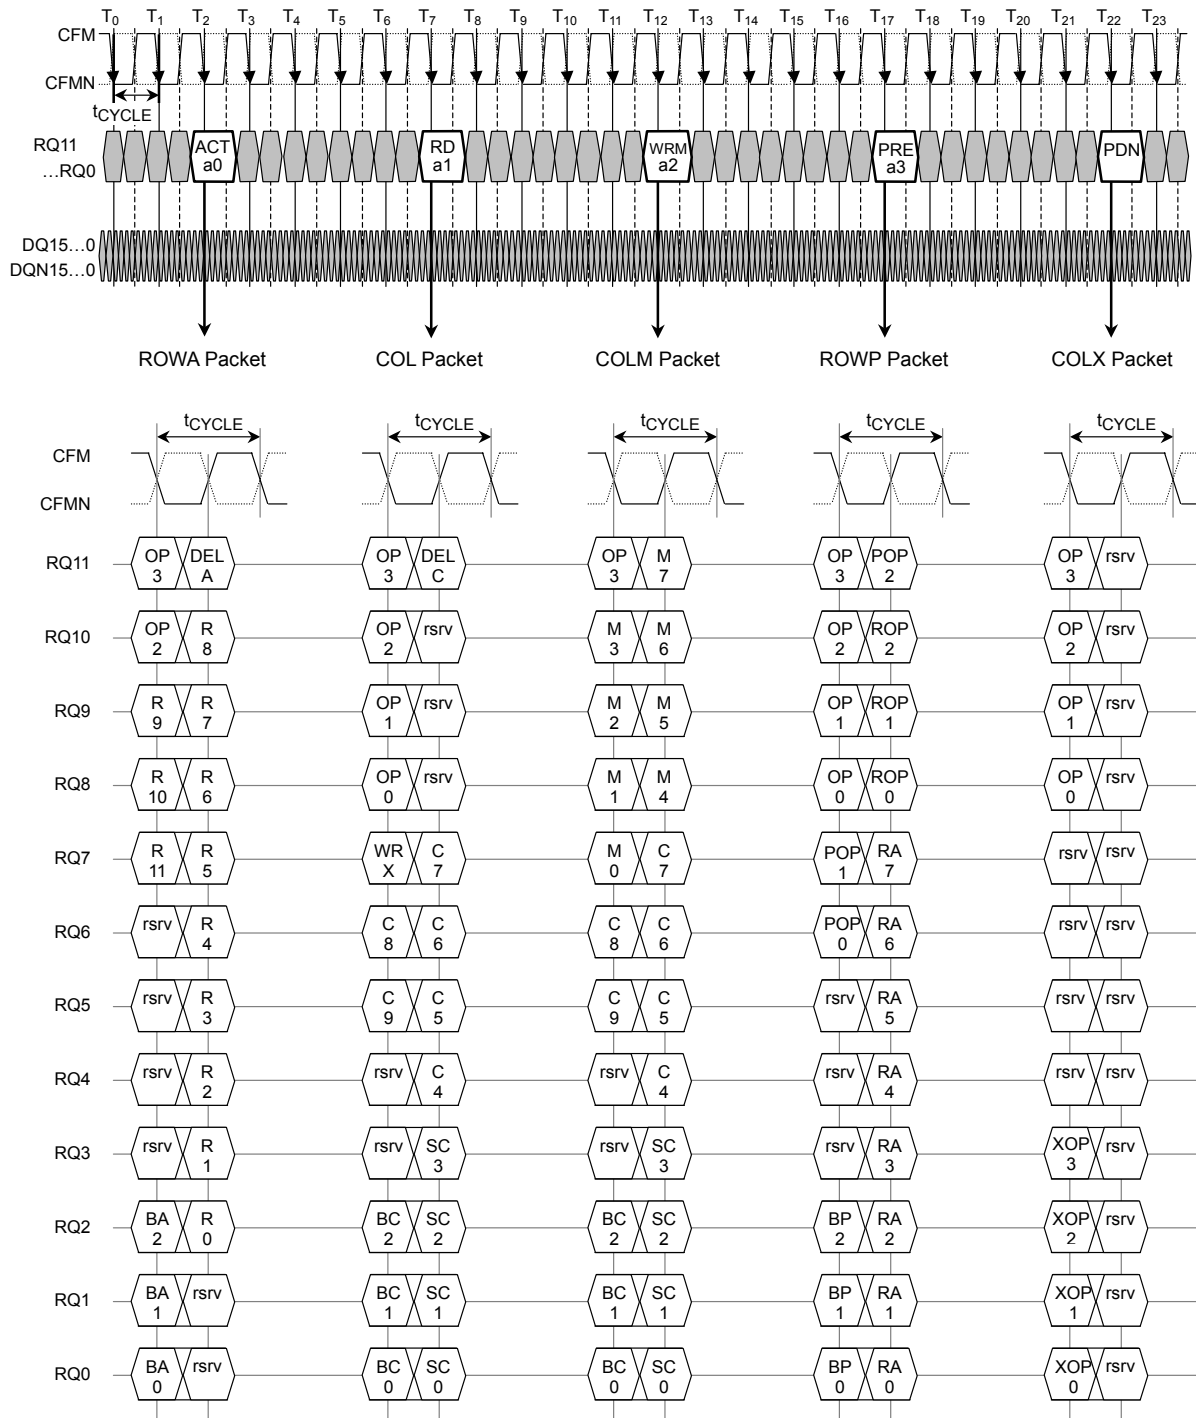 T0 T1 T2 T3 T4 T5 T6 T7 T8 T9 T10 T11 T12 T13 T14 T15 T16 T17 T18 T19 T20 T21 T22 T23
CFM
CFMN
tCYCLE
RQ11 ACT RD WRM PRE PDN
...RQ0 a0 a1 a2 a3
DQ15...0
DQN15...0
ROWA Packet COL Packet COLM Packet ROWP Packet COLX Packet
tCYCLE tCYCLE tCYCLE tCYCLE tCYCLE
CFM
CFMN
RQ11 OP 3 DEL A OP 3 DEL C OP 3 M 7 OP 3 POP 2 OP 3 rsrv
RQ10 OP 2 R 8 OP 2 rsrv M 3 M 6 OP 2 ROP 2 OP 2 rsrv
RQ9 R 9 R 7 OP 1 rsrv M 2 M 5 OP 1 ROP 1 OP 1 rsrv
RQ8 R 10 R 6 OP 0 rsrv M 1 M 4 OP 0 ROP 0 OP 0 rsrv
RQ7 R 11 R 5 WR X C 7 M 0 C 7 POP 1 RA 7 rsrv rsrv
RQ6 rsrv R 4 C 8 C 6 C 8 C 6 POP 0 RA 6 rsrv rsrv
RQ5 rsrv R 3 C 9 C 5 C 9 C 5 rsrv RA 5 rsrv rsrv
RQ4 rsrv R 2 rsrv C 4 rsrv C 4 rsrv RA 4 rsrv rsrv
RQ3 rsrv R 1 rsrv SC 3 rsrv SC 3 rsrv RA 3 XOP 3 rsrv
RQ2 BA 2 R 0 BC 2 SC 2 BC 2 SC 2 BP 2 RA 2 XOP 2 rsrv
RQ1 BA 1 rsrv BC 1 SC 1 BC 1 SC 1 BP 1 RA 1 XOP 1 rsrv
RQ0 BA 0 rsrv BC 0 SC 0 BC 0 SC 0 BP 0 RA 0 XOP 0 rsrv